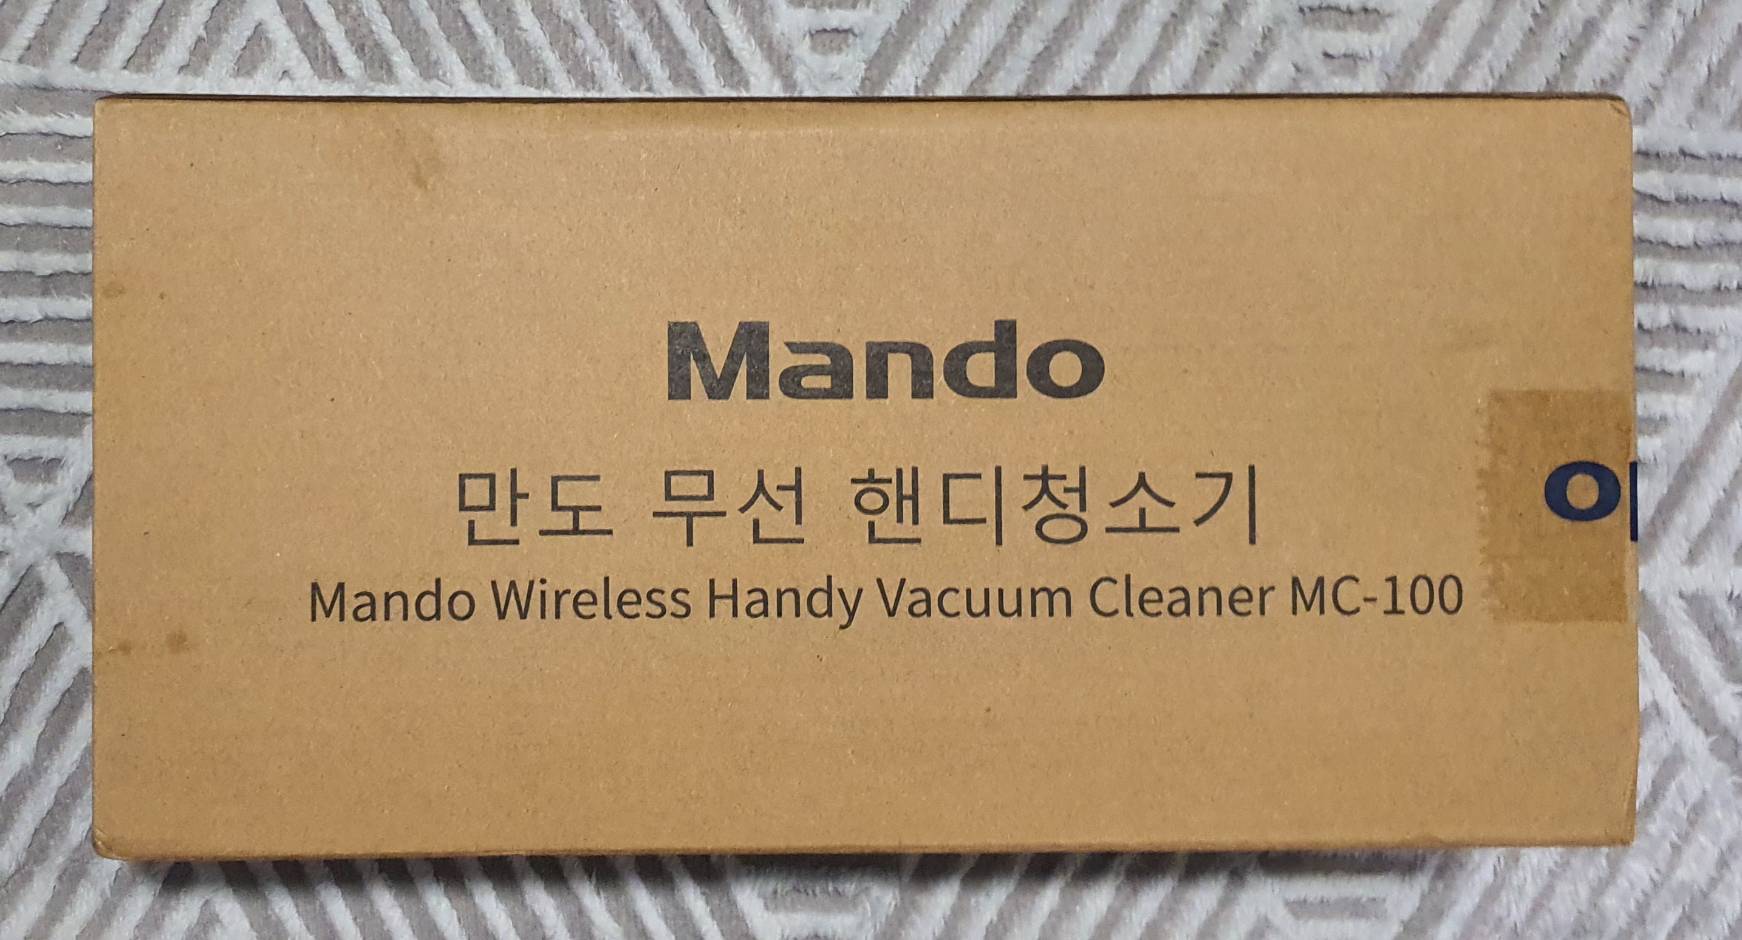 Mando
만도 무선 핸디청소기
Mando Wireless Handy Vacuum Cleaner MC-100